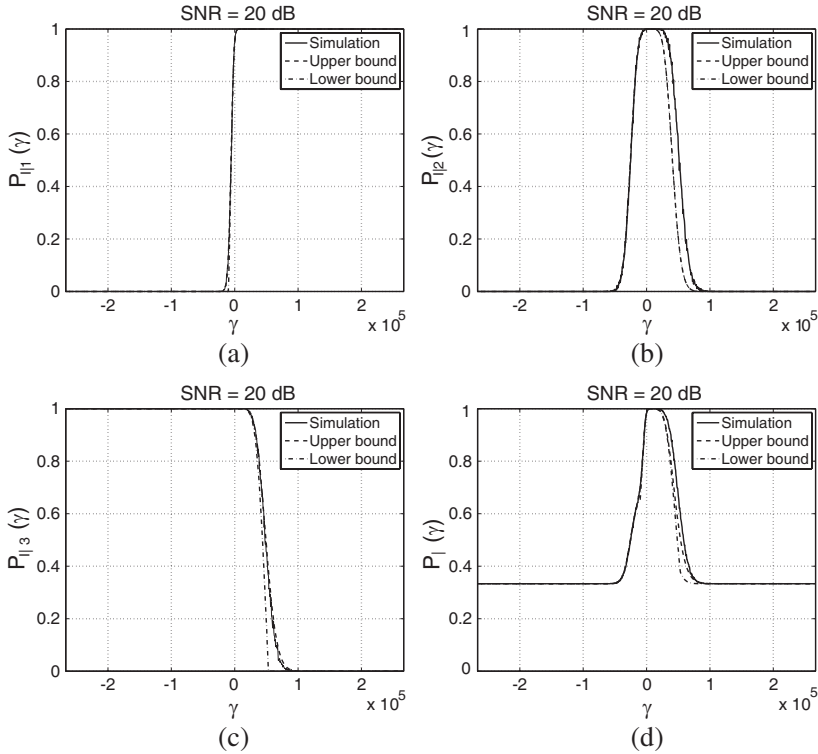 SNR = 20 dB
1
0.8
0.6
0.4
0.2
0
P_{I|1} (γ)
Simulation
Upper bound
Lower bound
-2 -1 0 1 2
x 10^5
γ
(a)
SNR = 20 dB
1
0.8
0.6
0.4
0.2
0
P_{I|2} (γ)
Simulation
Upper bound
Lower bound
-2 -1 0 1 2
x 10^5
γ
(b)
SNR = 20 dB
1
0.8
0.6
0.4
0.2
0
P_{I| 3} (γ)
Simulation
Upper bound
Lower bound
-2 -1 0 1 2
x 10^5
γ
(c)
SNR = 20 dB
1
0.8
0.6
0.4
0.2
0
P_I (γ)
Simulation
Upper bound
Lower bound
-2 -1 0 1 2
x 10^5
γ
(d)